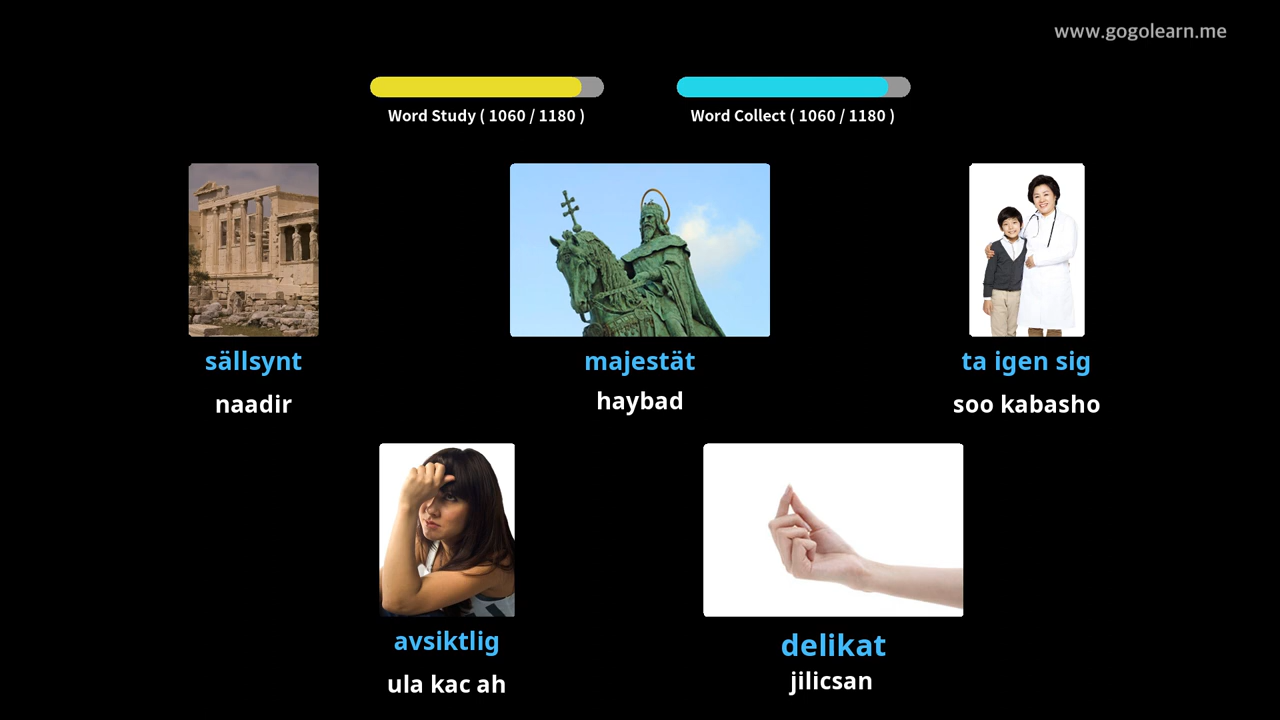 www.gogolearn.me
Word Study ( 1060 / 1180 )
Word Collect ( 1060 / 1180 )
sällsynt
naadir
majestät
haybad
ta igen sig
soo kabasho
avsiktlig
ula kac ah
delikat
jilicsan